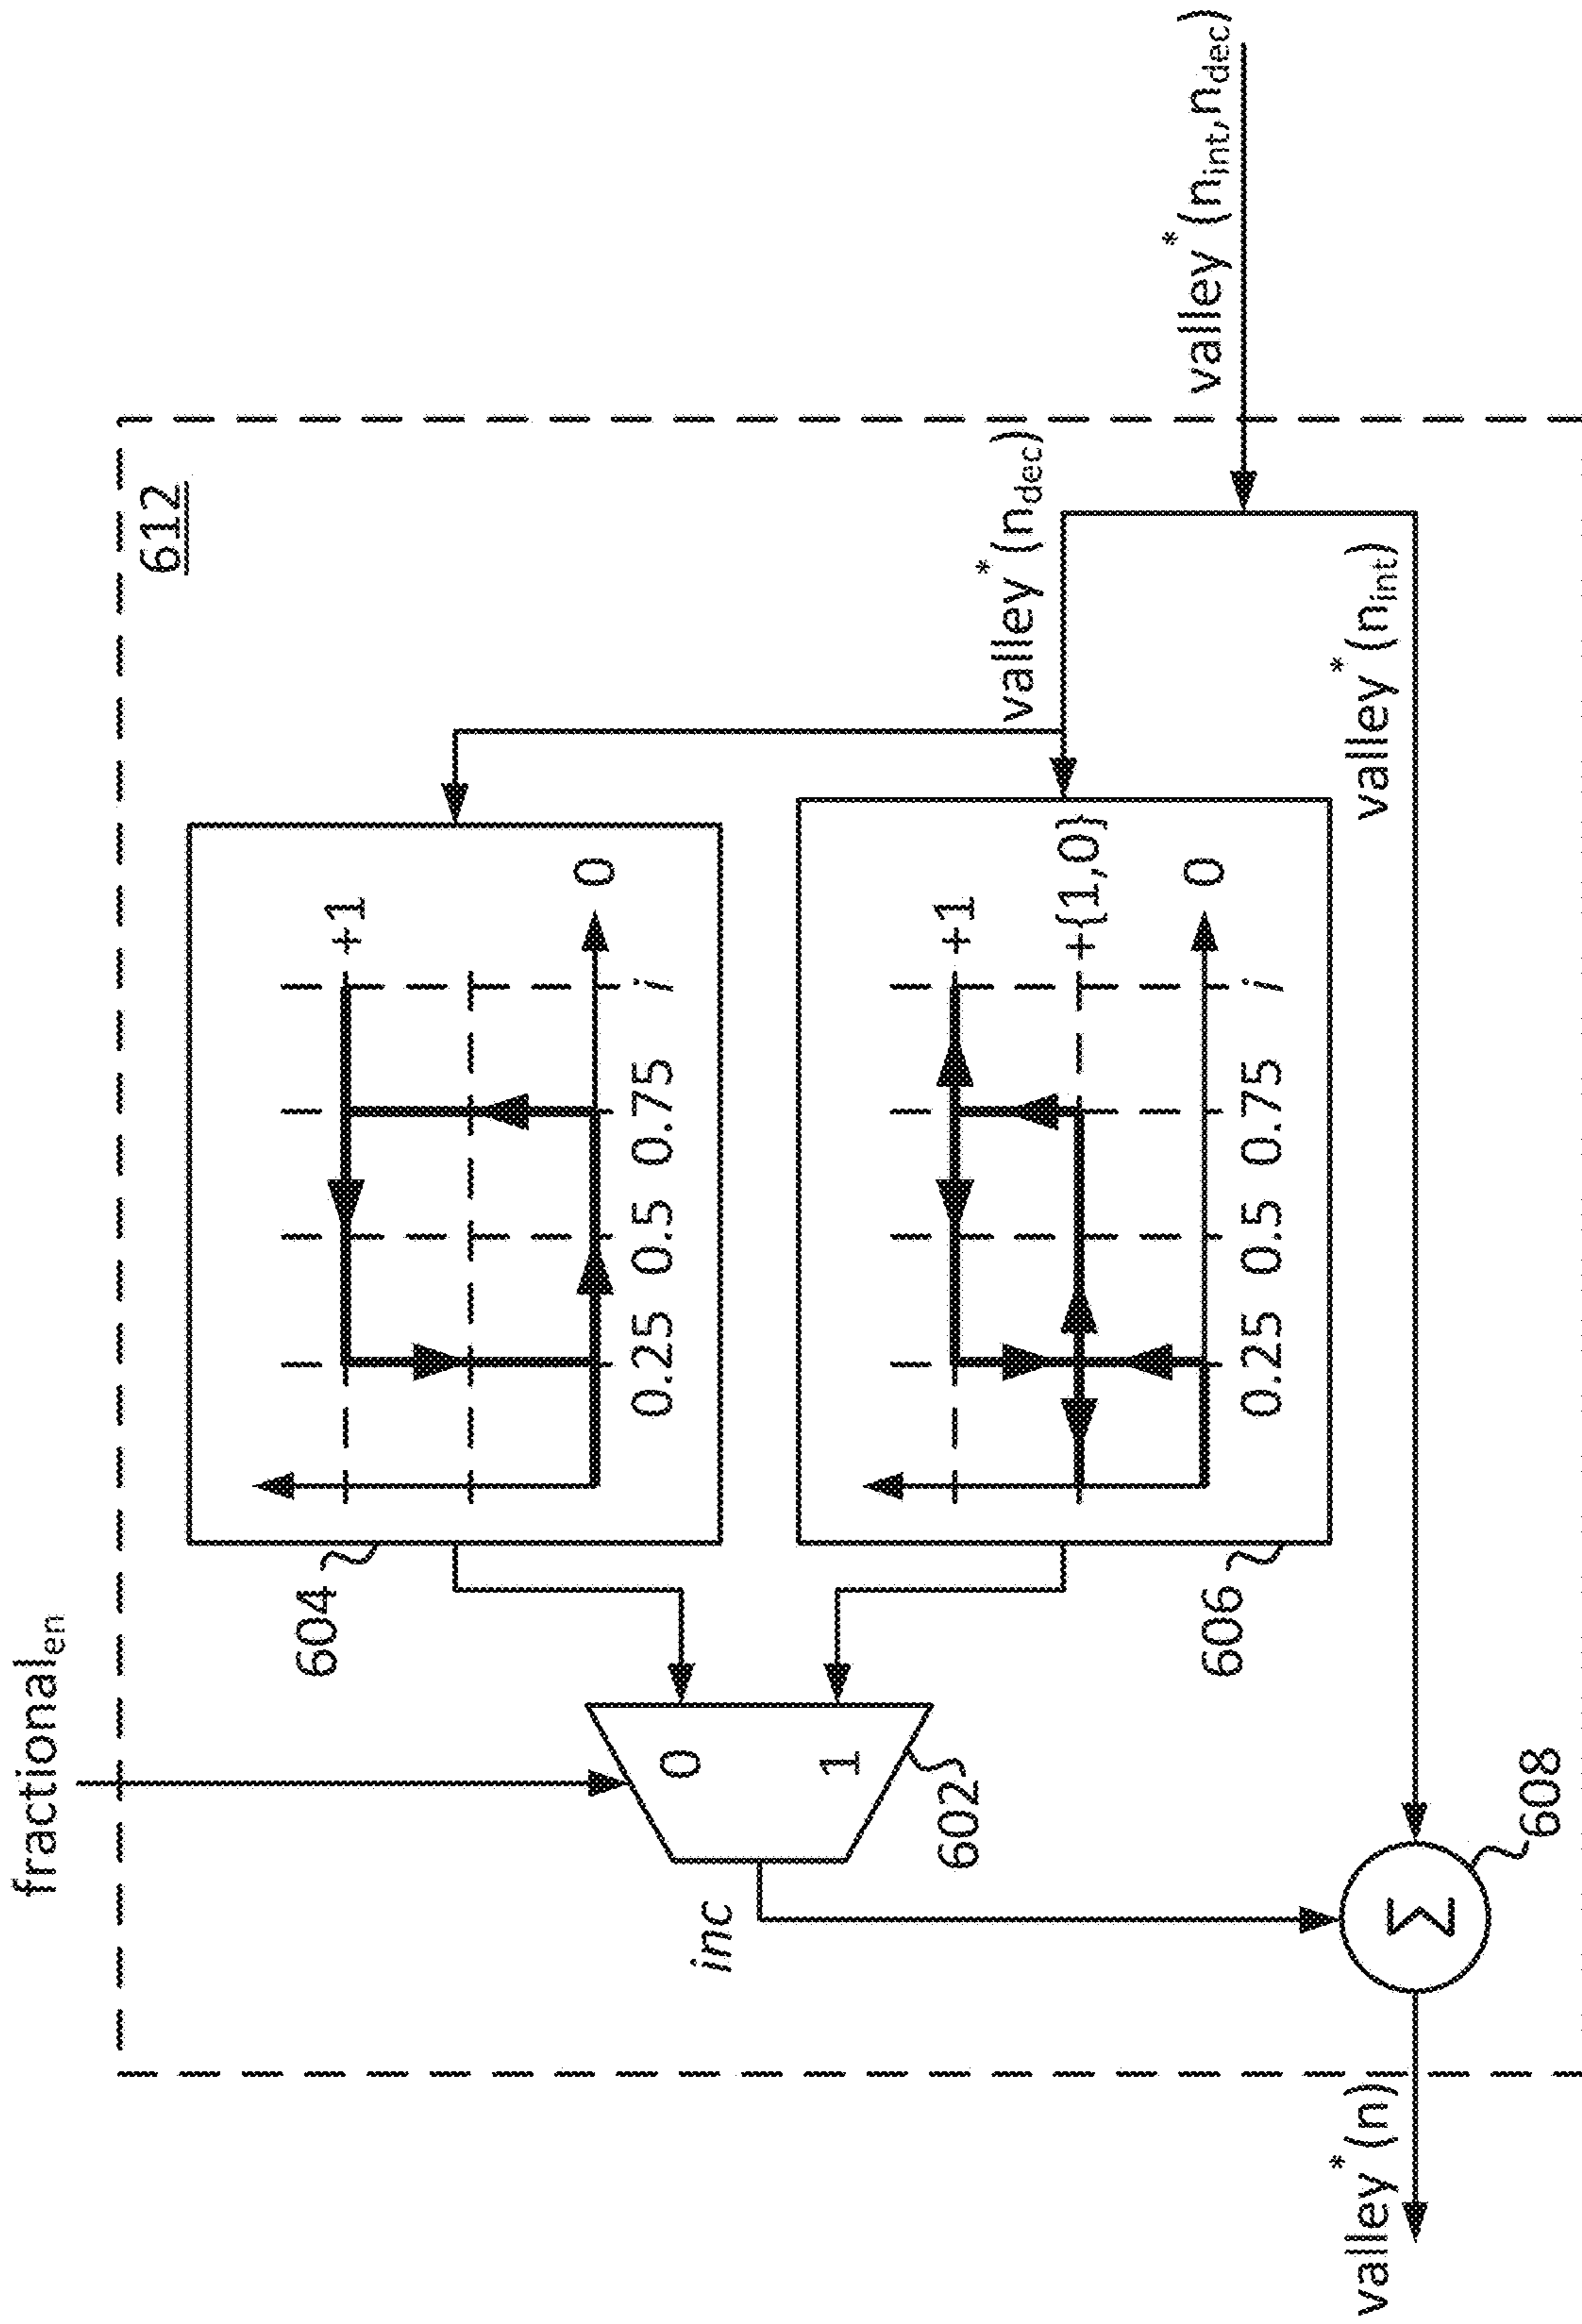 fractional_en
612
604
+1
0
0.25 0.5 0.75 i
606
+1
+{1,0}
0
0.25 0.5 0.75 i
0
1
602
inc
valley* (n_dec)
valley* (n_int,n_dec)
valley* (n_int)
Σ
608
valley* (n)